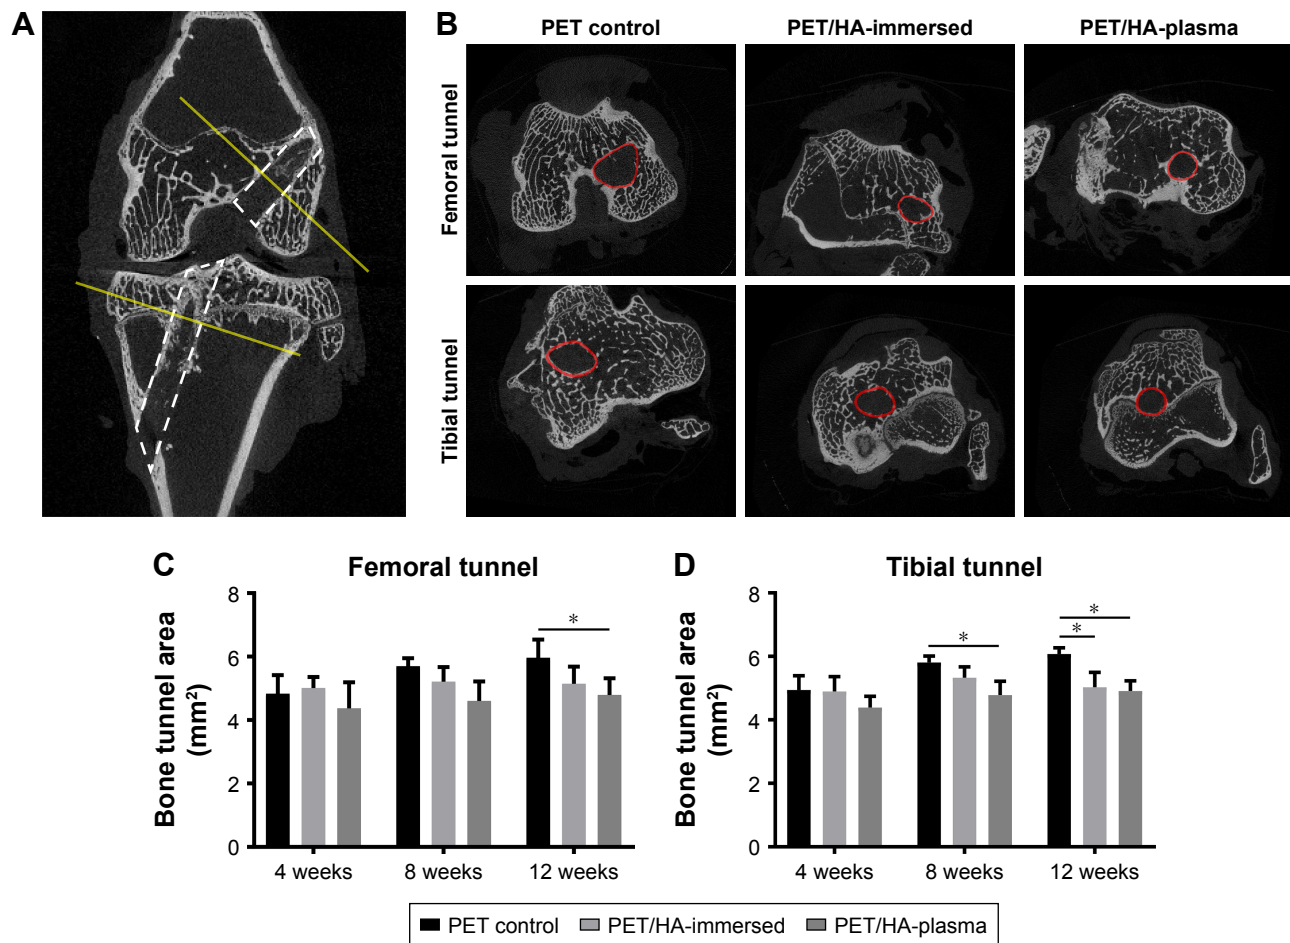 A
B
PET control
PET/HA-immersed
PET/HA-plasma
Femoral tunnel
Tibial tunnel
C
Femoral tunnel
Bone tunnel area
(mm²)
8
6
4
2
0
*
4 weeks
8 weeks
12 weeks
D
Tibial tunnel
Bone tunnel area
(mm²)
8
6
4
2
0
*
*
*
4 weeks
8 weeks
12 weeks
PET control
PET/HA-immersed
PET/HA-plasma